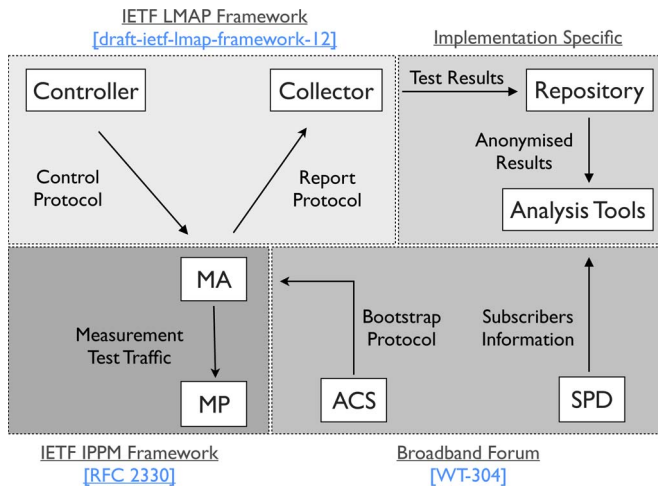 IETF LMAP Framework
[draft-ietf-lmap-framework-12]
Implementation Specific
Controller
Collector
Test Results
Repository
Control
Protocol
Report
Protocol
Anonymised
Results
Analysis Tools
MA
Measurement
Test Traffic
MP
Bootstrap
Protocol
Subscribers
Information
ACS
SPD
IETF IPPM Framework
[RFC 2330]
Broadband Forum
[WT-304]